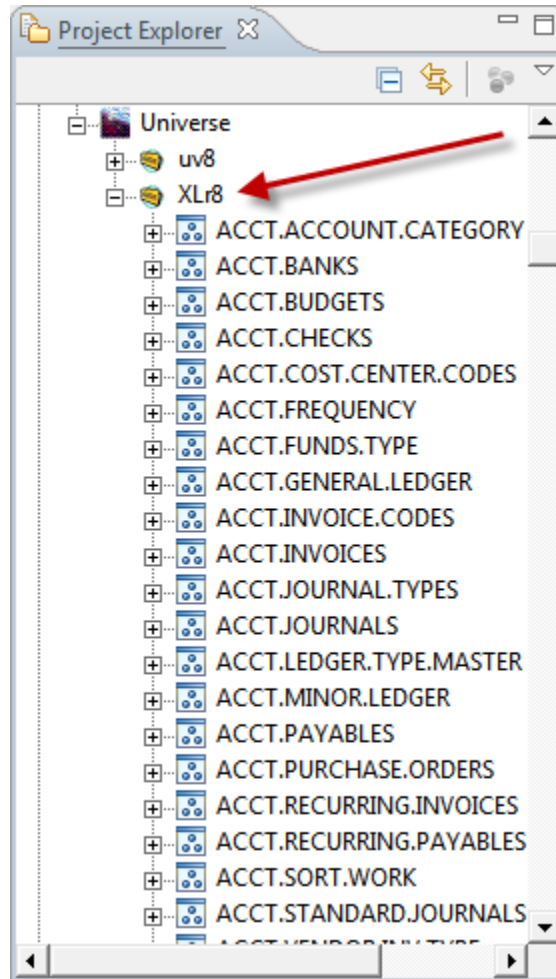 Project Explorer
Universe
uv8
XLr8
ACCT.ACCOUNT.CATEGORY
ACCT.BANKS
ACCT.BUDGETS
ACCT.CHECKS
ACCT.COST.CENTER.CODES
ACCT.FREQUENCY
ACCT.FUNDS.TYPE
ACCT.GENERAL.LEDGER
ACCT.INVOICE.CODES
ACCT.INVOICES
ACCT.JOURNAL.TYPES
ACCT.JOURNALS
ACCT.LEDGER.TYPE.MASTER
ACCT.MINOR.LEDGER
ACCT.PAYABLES
ACCT.PURCHASE.ORDERS
ACCT.RECURRING.INVOICES
ACCT.RECURRING.PAYABLES
ACCT.SORT.WORK
ACCT.STANDARD.JOURNALS